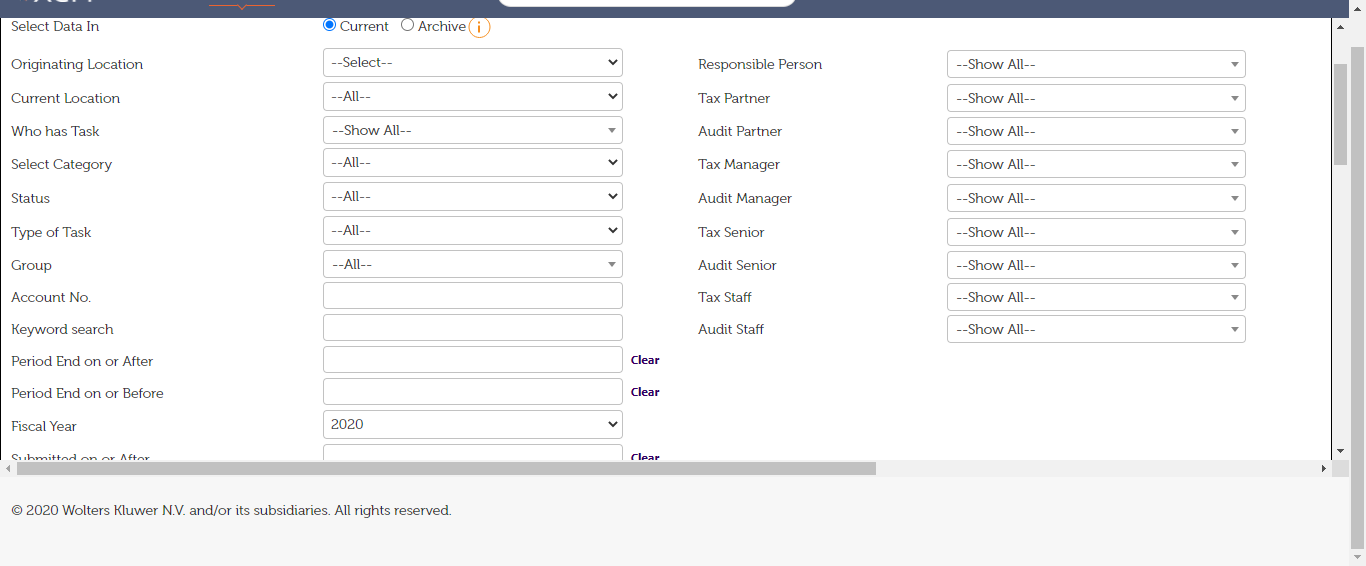 Select Data In Current Archive i
Originating Location --Select-- Responsible Person --Show All--
Current Location --All-- Tax Partner --Show All--
Who has Task --Show All-- Audit Partner --Show All--
Select Category --All-- Tax Manager --Show All--
Status --All-- Audit Manager --Show All--
Type of Task --All-- Tax Senior --Show All--
Group --All-- Audit Senior --Show All--
Account No. Tax Staff --Show All--
Keyword search Audit Staff --Show All--
Period End on or After Clear
Period End on or Before Clear
Fiscal Year 2020
Submitted on or After Clear
© 2020 Wolters Kluwer N.V. and/or its subsidiaries. All rights reserved.